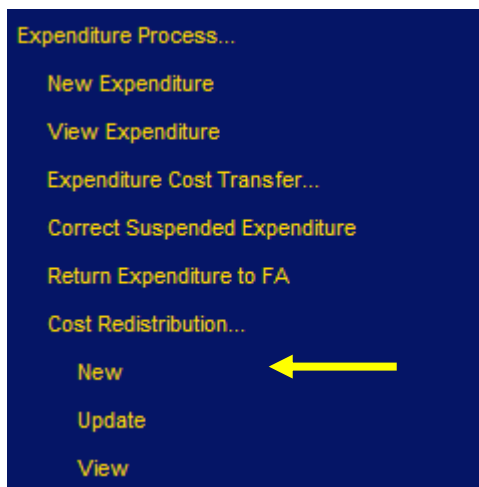 Expenditure Process...
New Expenditure
View Expenditure
Expenditure Cost Transfer...
Correct Suspended Expenditure
Return Expenditure to FA
Cost Redistribution...
New
Update
View